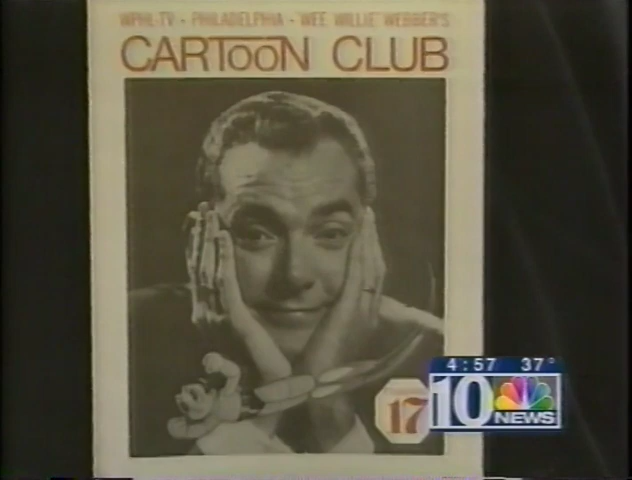 WPHL-TV • PHILADELPHIA • "WEE WILLIE" WEBBER'S
CARTOON CLUB
17
4:57 37°
10
NEWS